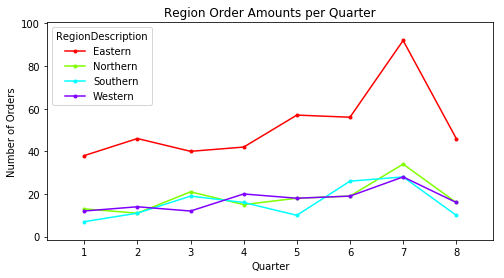 Region Order Amounts per Quarter
100
80
60
40
20
0
Number of Orders
RegionDescription
Eastern
Northern
Southern
Western
1 2 3 4 5 6 7 8
Quarter